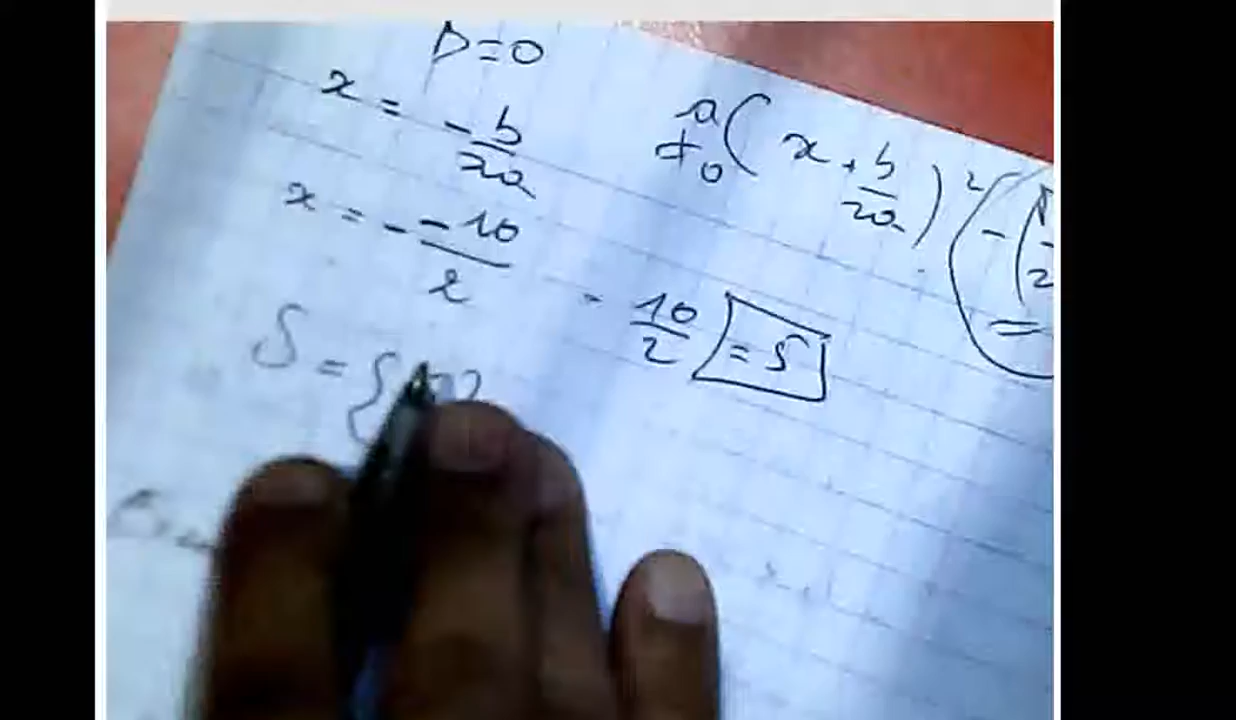 D = 0
x = -b/2a
a ≠ 0 ( x + b/2a )² - (
x = - -10/2 = 10/2 = 5
S = {